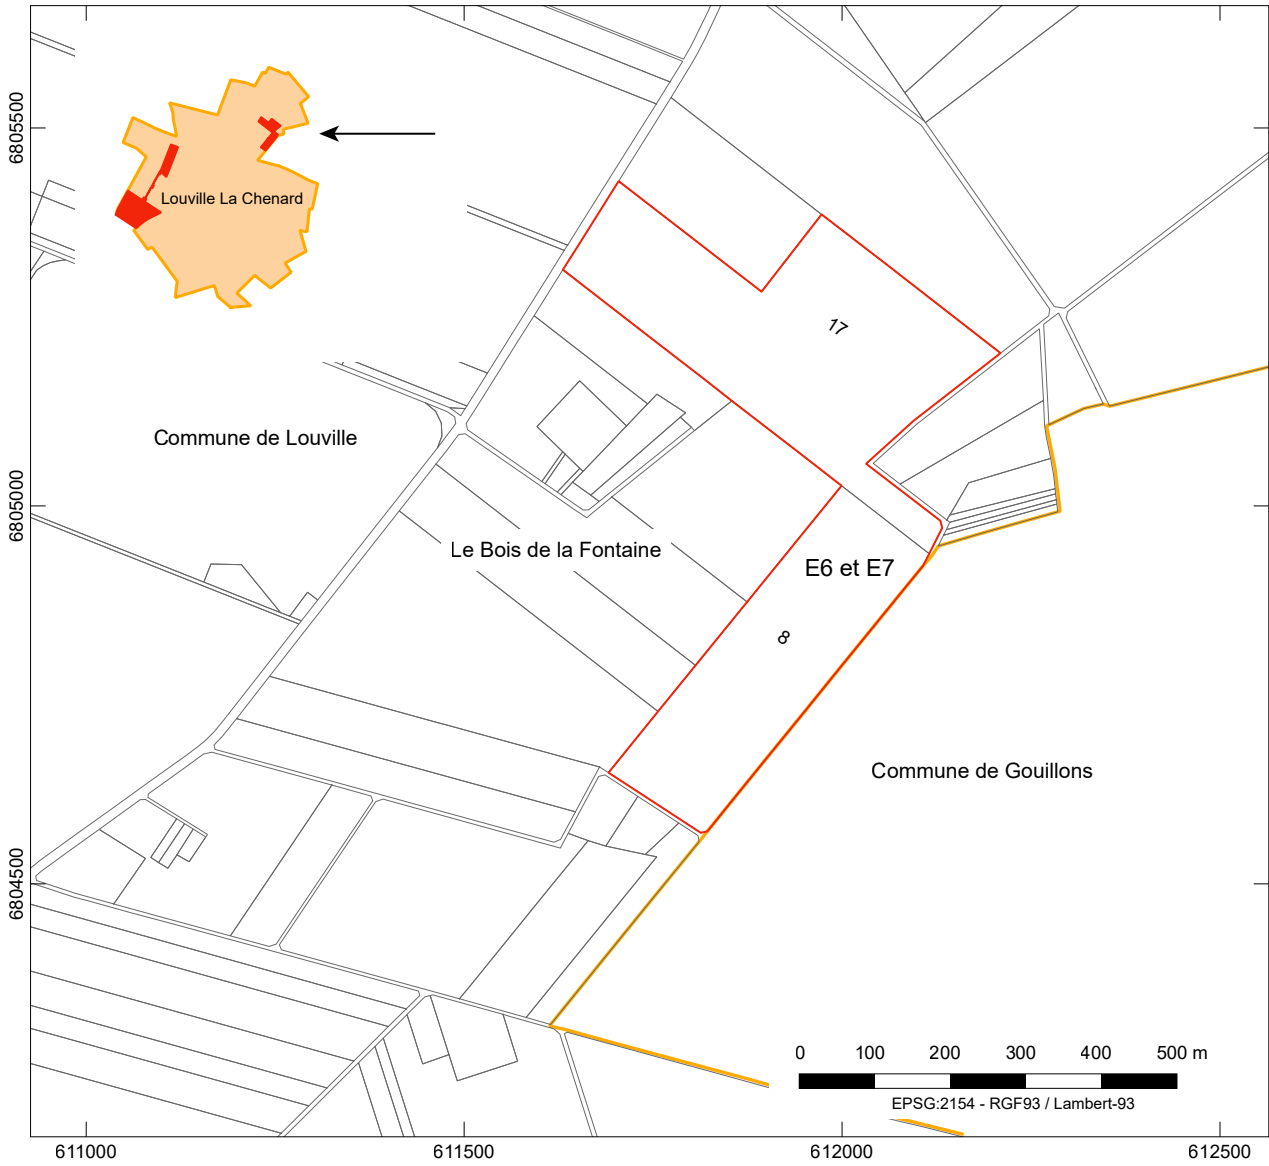 6805500
Louville La Chenard
17
Commune de Louville
6805000
Le Bois de la Fontaine
E6 et E7
8
Commune de Gouillons
6804500
0 100 200 300 400 500 m
EPSG:2154 - RGF93 / Lambert-93
611000 611500 612000 612500